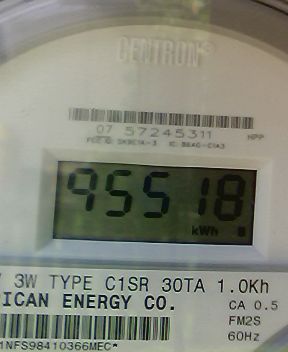 CENTRON
07 57245311
95518
kWh
3W TYPE C1SR 30TA 1.0Kh
ICAN ENERGY CO.
CA 0.5
FM2S
60Hz
1NFS98410366MEC*